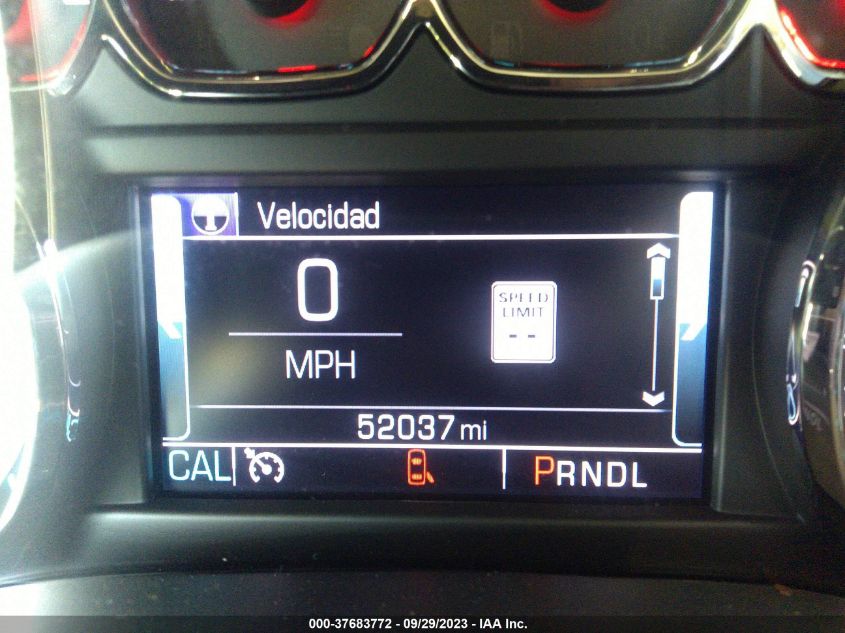 Velocidad
0
MPH
SPEED
LIMIT
--
52037 mi
CAL
PRNDL
000-37683772 - 09/29/2023 - IAA Inc.